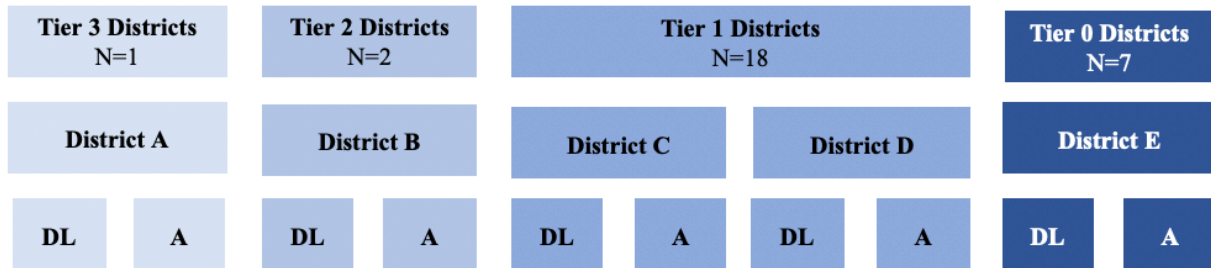 Tier 3 Districts
N=1
Tier 2 Districts
N=2
Tier 1 Districts
N=18
Tier 0 Districts
N=7
District A
District B
District C
District D
District E
DL
A
DL
A
DL
A
DL
A
DL
A